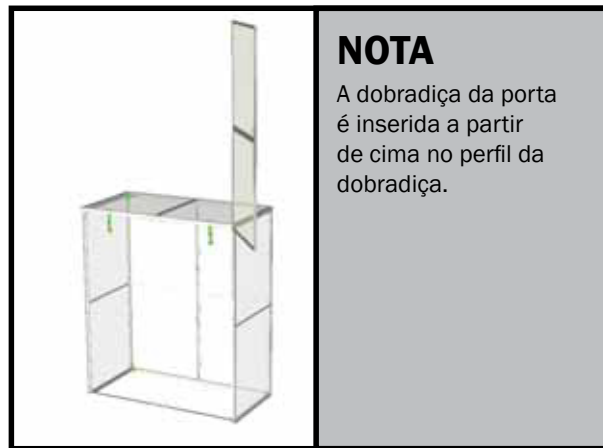 NOTA
A dobradiça da porta
é inserida a partir
de cima no perfil da
dobradiça.